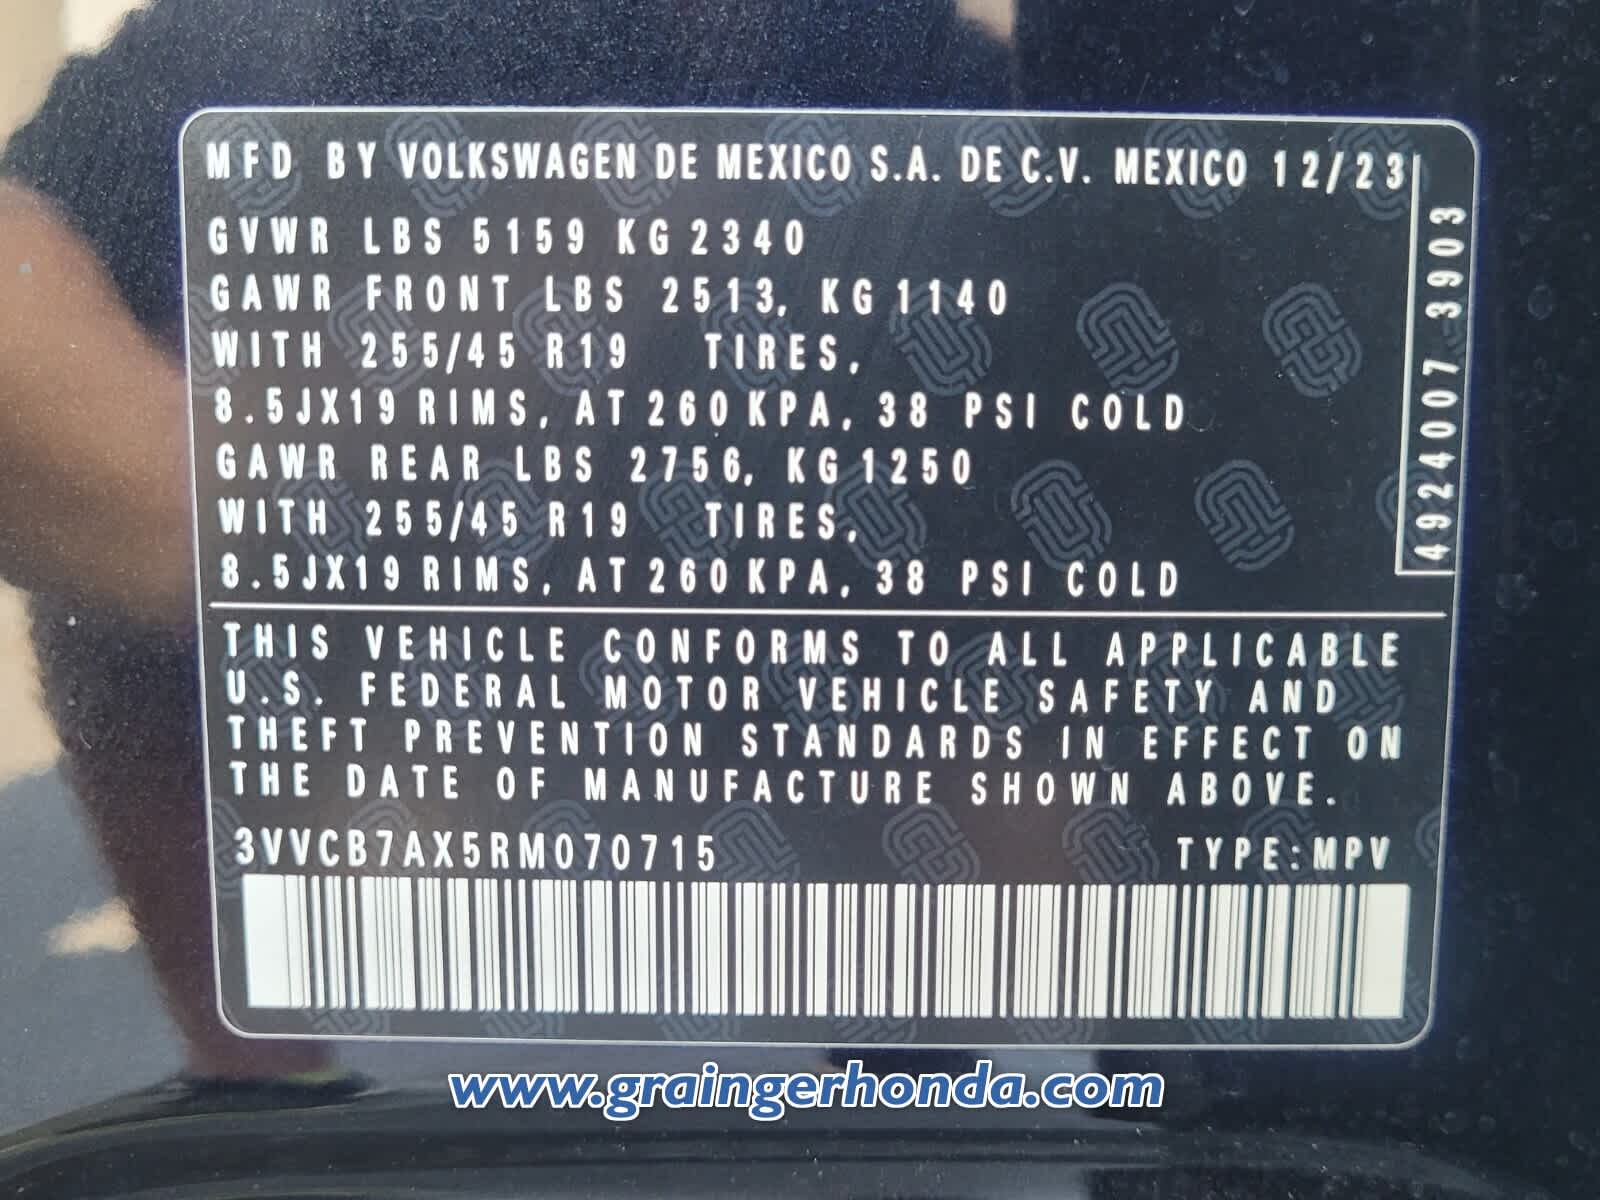 MFD BY VOLKSWAGEN DE MEXICO S.A. DE C.V. MEXICO 12/23
GVWR LBS 5159 KG 2340
GAWR FRONT LBS 2513, KG 1140
WITH 255/45 R19 TIRES,
8.5JX19 RIMS, AT 260 KPA, 38 PSI COLD
GAWR REAR LBS 2756, KG 1250
WITH 255/45 R19 TIRES,
8.5JX19 RIMS, AT 260 KPA, 38 PSI COLD
4924007 3903
THIS VEHICLE CONFORMS TO ALL APPLICABLE
U.S. FEDERAL MOTOR VEHICLE SAFETY AND
THEFT PREVENTION STANDARDS IN EFFECT ON
THE DATE OF MANUFACTURE SHOWN ABOVE.
3VVCB7AX5RM070715 TYPE: MPV
www.graingerhonda.com